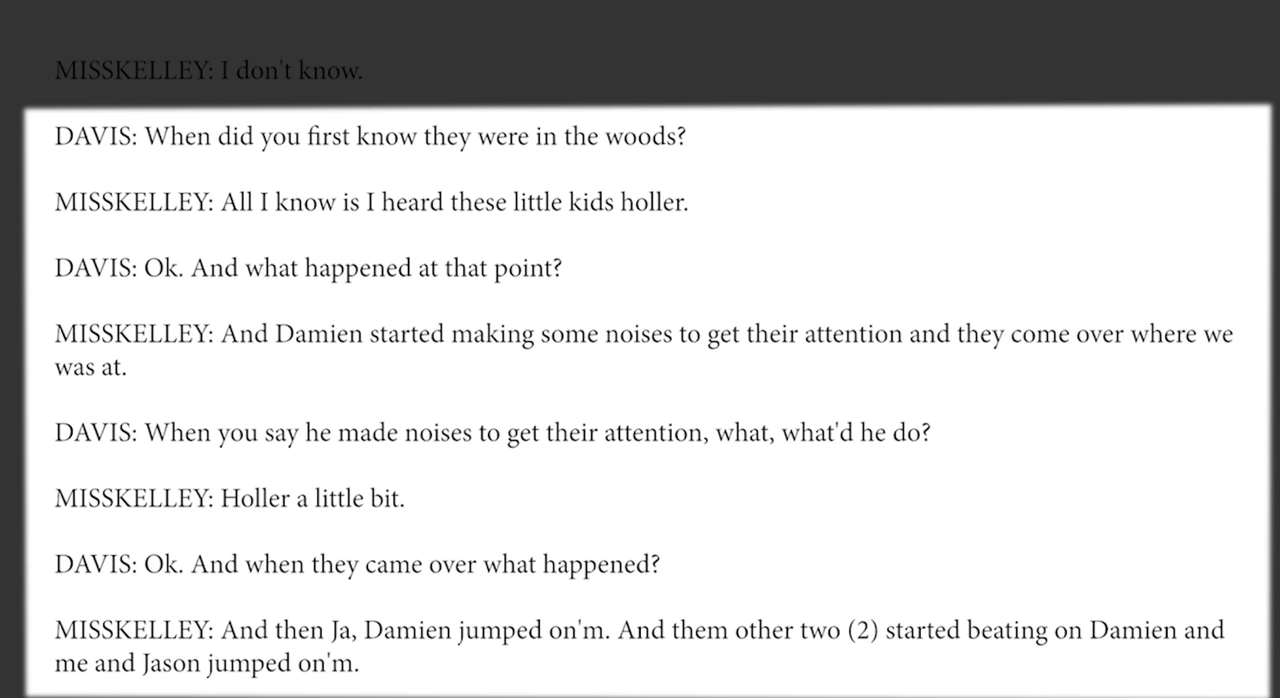 MISSKELLEY: I don't know.
DAVIS: When did you first know they were in the woods?
MISSKELLEY: All I know is I heard these little kids holler.
DAVIS: Ok. And what happened at that point?
MISSKELLEY: And Damien started making some noises to get their attention and they come over where we
was at.
DAVIS: When you say he made noises to get their attention, what, what'd he do?
MISSKELLEY: Holler a little bit.
DAVIS: Ok. And when they came over what happened?
MISSKELLEY: And then Ja, Damien jumped on'm. And them other two (2) started beating on Damien and
me and Jason jumped on'm.